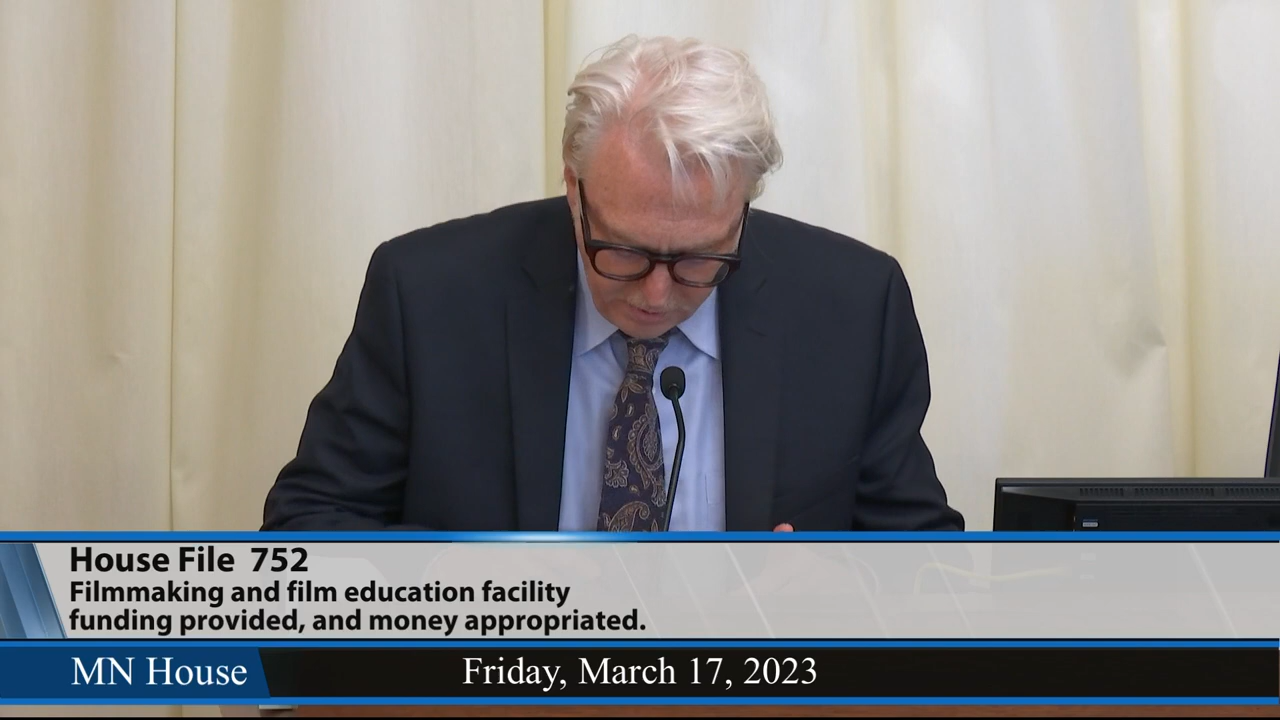 House File 752
Filmmaking and film education facility
funding provided, and money appropriated.
MN House
Friday, March 17, 2023